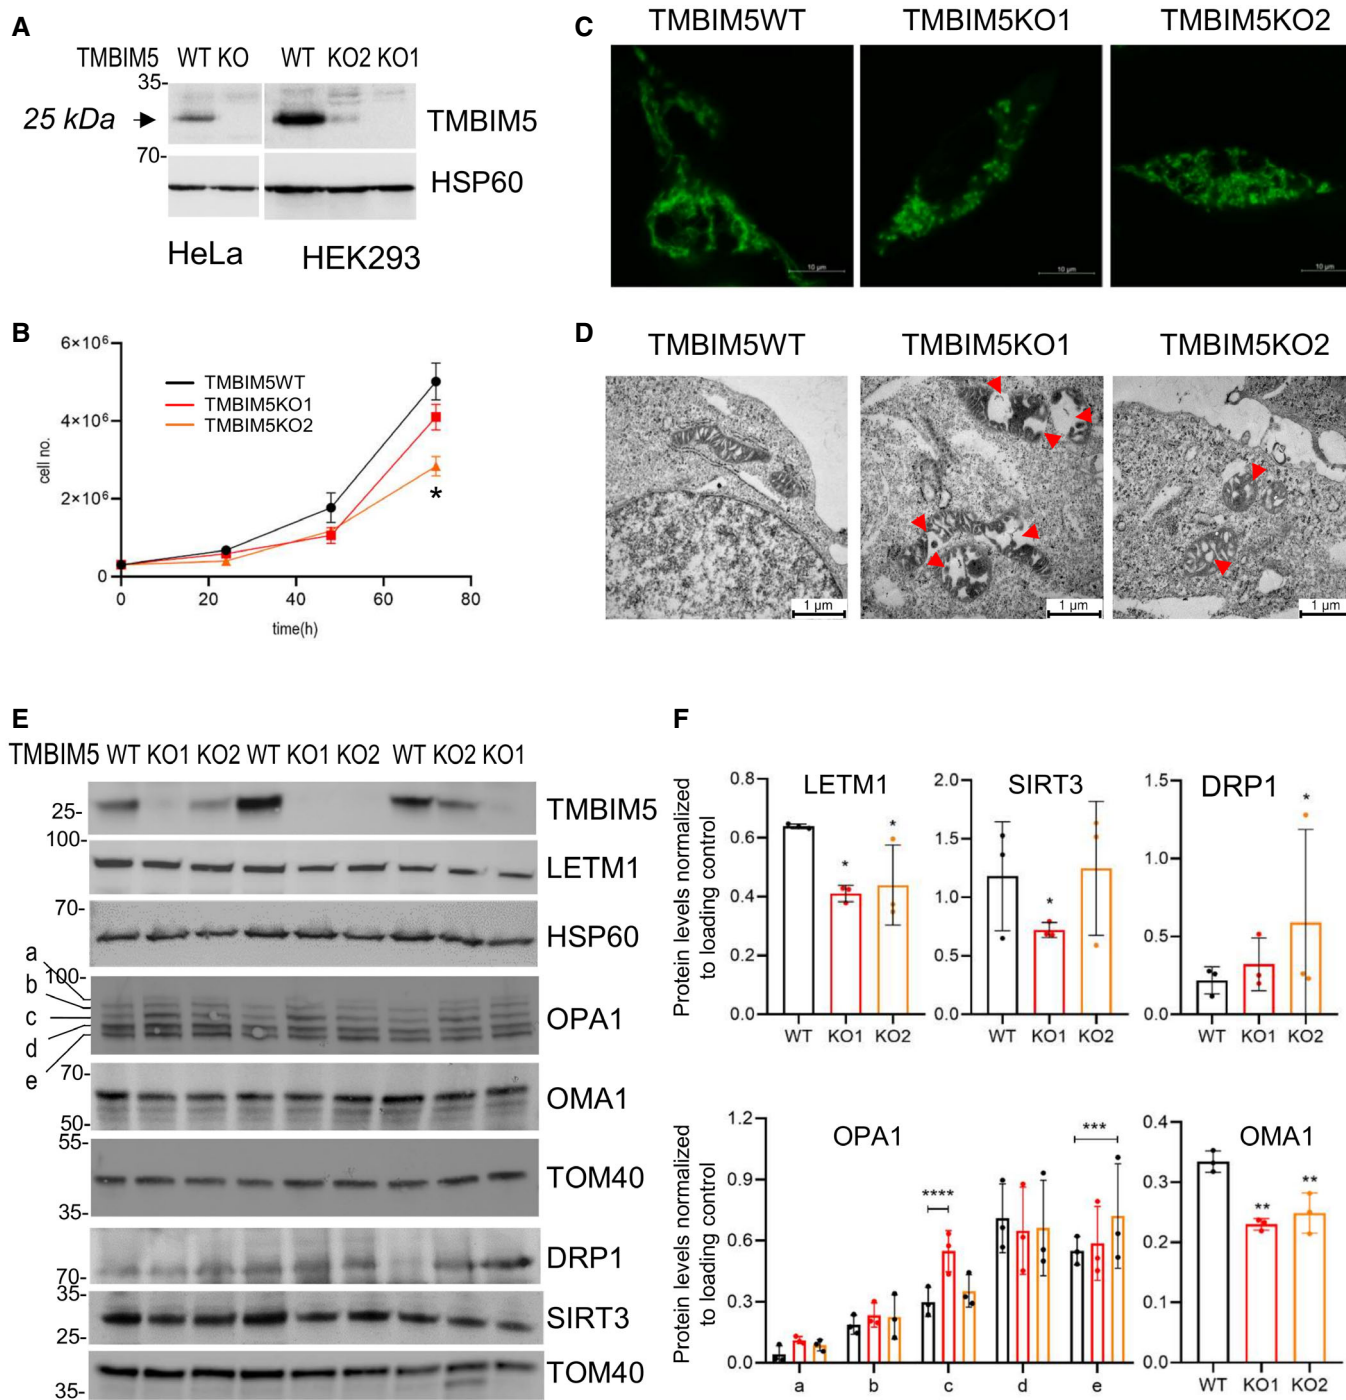 A
TMBIM5 WT KO WT KO2 KO1
35-
25 kDa
TMBIM5
70-
HSP60
HeLa HEK293
B
6×10⁶
4×10⁶
2×10⁶
0
cell no.
TMBIM5WT
TMBIM5KO1
TMBIM5KO2
*
0 20 40 60 80
time(h)
C
TMBIM5WT TMBIM5KO1 TMBIM5KO2
10 µm 10 µm 10 µm
D
TMBIM5WT TMBIM5KO1 TMBIM5KO2
1 µm 1 µm 1 µm
E
TMBIM5 WT KO1 KO2 WT KO1 KO2 WT KO2 KO1
25- TMBIM5
100-
LETM1
70-
HSP60
a
100-
b
c OPA1
d
e
70-
OMA1
50-
55-
TOM40
35-
DRP1
70-
35-
SIRT3
25-
TOM40
35-
F
Protein levels normalized
to loading control
LETM1
0.8
0.6
0.4
0.2
0.0
* *
WT KO1 KO2
SIRT3
2.0
1.5
1.0
0.5
0.0
*
WT KO1 KO2
DRP1
1.5
1.0
0.5
0.0
*
WT KO1 KO2
Protein levels normalized
to loading control
OPA1
1.2
0.9
0.6
0.3
0.0
**** ***
a b c d e
OMA1
0.4
0.3
0.2
0.1
0.0
** **
WT KO1 KO2